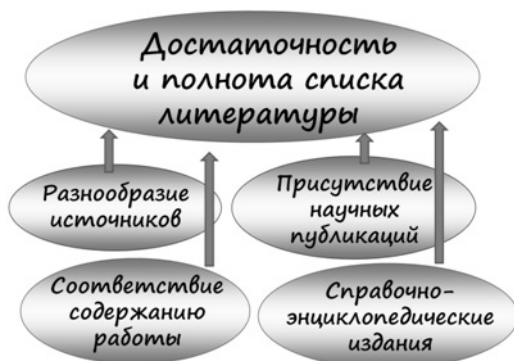 Достаточность
и полнота списка
литературы
Разнообразие
источников
Присутствие
научных
публикаций
Соответствие
содержанию
работы
Справочно-
энциклопедические
издания